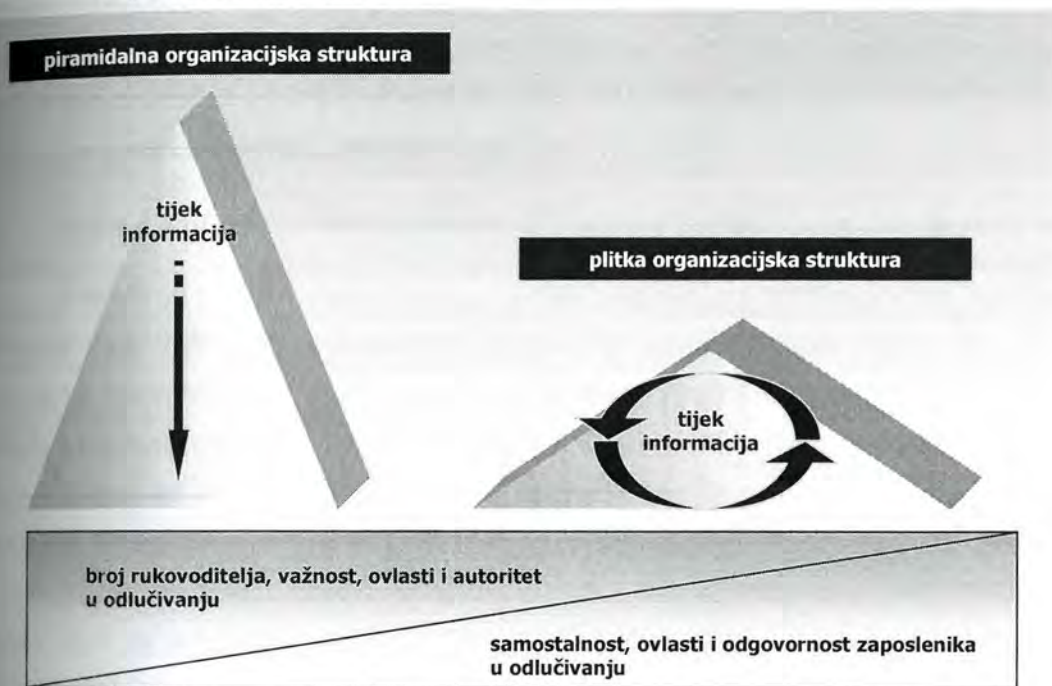 piramidalna organizacijska struktura
tijek
informacija
plitka organizacijska struktura
tijek
informacija
broj rukovoditelja, važnost, ovlasti i autoritet
u odlučivanju
samostalnost, ovlasti i odgovornost zaposlenika
u odlučivanju